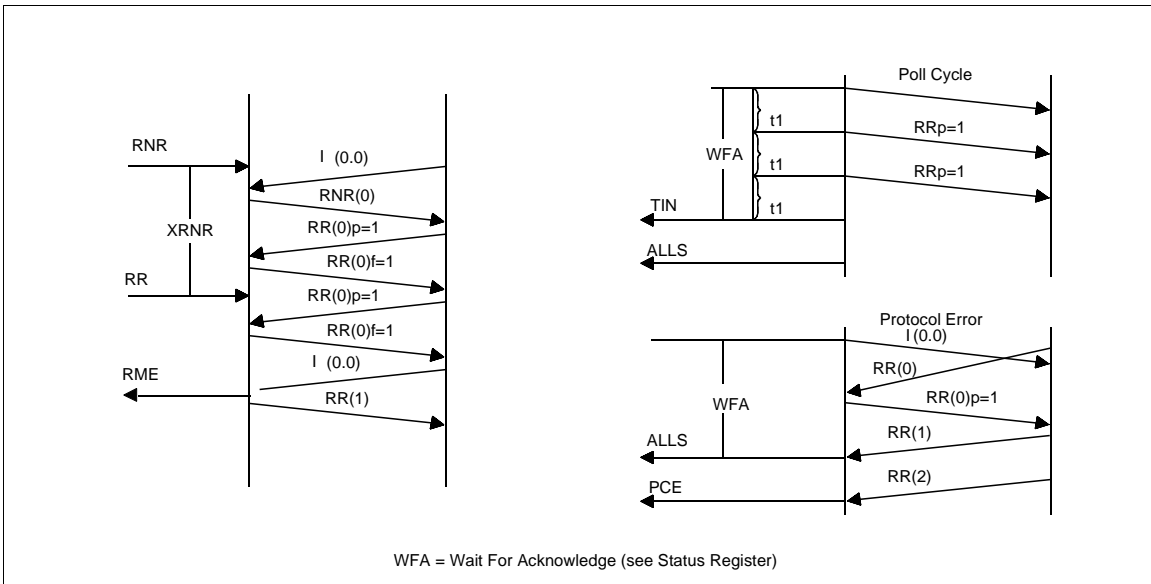 RNR
I (0.0)
RNR(0)
XRNR
RR(0)p=1
RR(0)f=1
RR
RR(0)p=1
RR(0)f=1
I (0.0)
RME
RR(1)
Poll Cycle
t1
RRp=1
WFA
t1
RRp=1
TIN
t1
ALLS
Protocol Error
I(0.0)
RR(0)
WFA
RR(0)p=1
ALLS
RR(1)
PCE
RR(2)
WFA = Wait For Acknowledge (see Status Register)